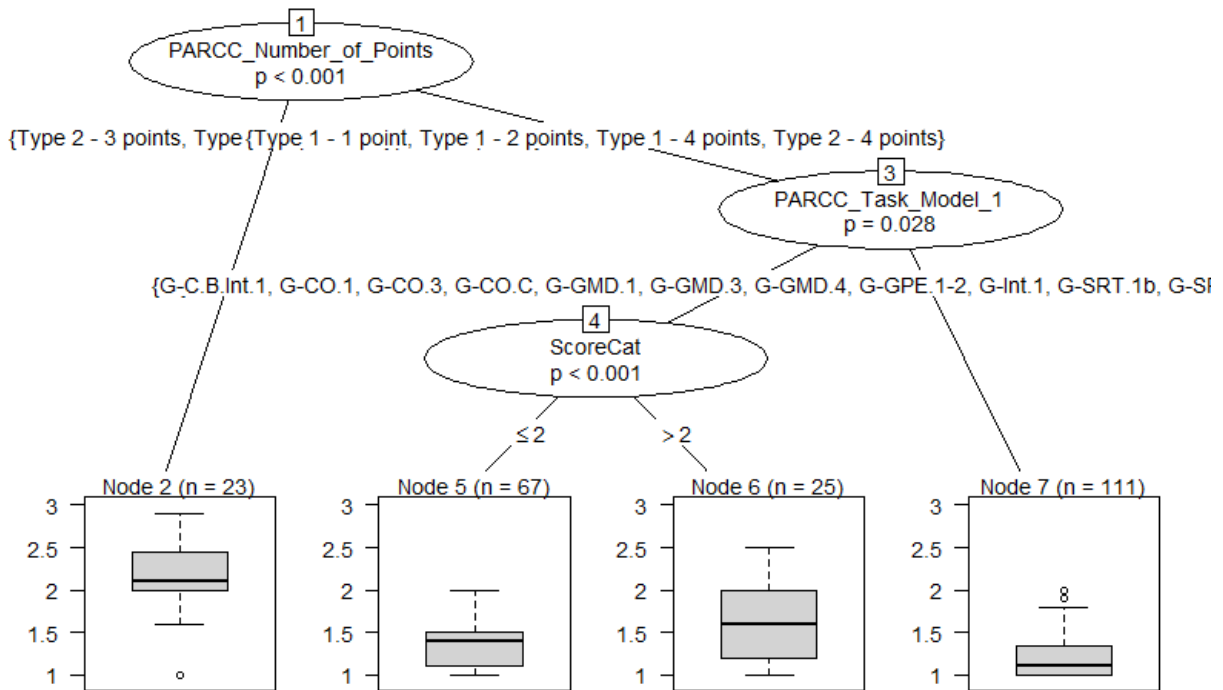 1
PARCC_Number_of_Points
p < 0.001
{Type 2 - 3 points, Type {Type 1 - 1 point, Type 1 - 2 points, Type 1 - 4 points, Type 2 - 4 points}
3
PARCC_Task_Model_1
p = 0.028
{G-C.B.Int.1, G-CO.1, G-CO.3, G-CO.C, G-GMD.1, G-GMD.3, G-GMD.4, G-GPE.1-2, G-Int.1, G-SRT.1b,
4
ScoreCat
p < 0.001
≤ 2 > 2
Node 2 (n = 23) Node 5 (n = 67) Node 6 (n = 25) Node 7 (n = 111)
3 3 3 3
2.5 2.5 2.5 2.5
2 2 2 2
1.5 1.5 1.5 1.5
1 1 1 1